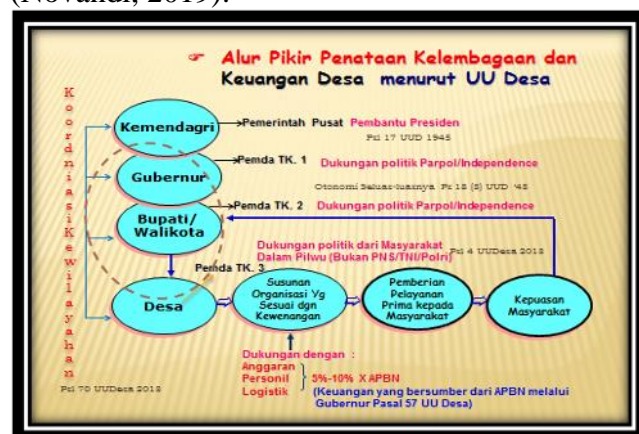 (Novandi, 2019).
☞ Alur Pikir Penataan Kelembagaan dan
Keuangan Desa menurut UU Desa
Koordniasi Kewilayahan
Kemendagri
Pemerintah Pusat Pembantu Presiden
Psl 17 UUD 1945
Gubernur
Pemda TK. 1 Dukungan politik Parpol/Independence
Otonomi Seluas-luasnya Ps 18 (5) UUD '45
Bupati/
Walikota
Pemda TK. 2 Dukungan politik Parpol/Independence
Dukungan politik dari Masyarakat
Dalam Pilwu (Bukan PNS/TNI/Polri)
Psl 4 UUDesa 2013
Pemda TK. 3
Desa
Susunan
Organisasi Yg
Sesuai dgn
Kewenangan
Pemberian
Pelayanan
Prima kepada
Masyarakat
Kepuasan
Masyarakat
Dukungan dengan :
Anggaran
Personil 5%-10% X APBN
Logistik (Keuangan yang bersumber dari APBN melalui
Gubernur Pasal 57 UU Desa)
Psl 70 UUDesa 2013